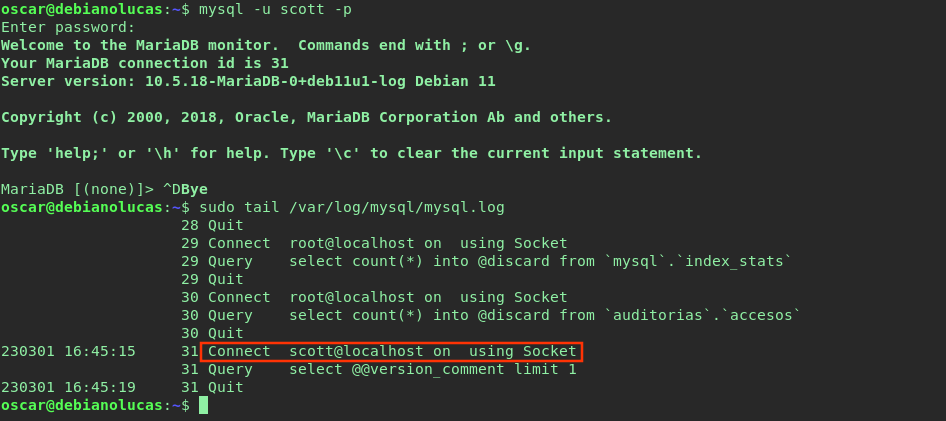 oscar@debianolucas:~$ mysql -u scott -p
Enter password:
Welcome to the MariaDB monitor.  Commands end with ; or \g.
Your MariaDB connection id is 31
Server version: 10.5.18-MariaDB-0+deb11u1-log Debian 11
Copyright (c) 2000, 2018, Oracle, MariaDB Corporation Ab and others.
Type 'help;' or '\h' for help. Type '\c' to clear the current input statement.
MariaDB [(none)]> ^DBye
oscar@debianolucas:~$ sudo tail /var/log/mysql/mysql.log
                    28 Quit
                    29 Connect  root@localhost on  using Socket
                    29 Query    select count(*) into @discard from `mysql`.`index_stats`
                    29 Quit
                    30 Connect  root@localhost on  using Socket
                    30 Query    select count(*) into @discard from `auditorias`.`accesos`
                    30 Quit
230301 16:45:15     31 Connect  scott@localhost on  using Socket
                    31 Query    select @@version_comment limit 1
230301 16:45:19     31 Quit
oscar@debianolucas:~$